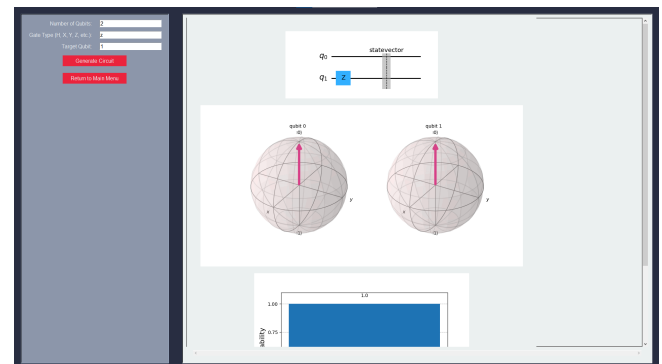 Number of Qubits: 2
Gate Type (H, X, Y, Z, etc.): z
Target Qubit: 1
Generate Circuit
Return to Main Menu
statevector
q₀
q₁ Z
qubit 0 qubit 1
|0⟩ |0⟩
x y x y
|1⟩ |1⟩
1.0
1.00
0.75